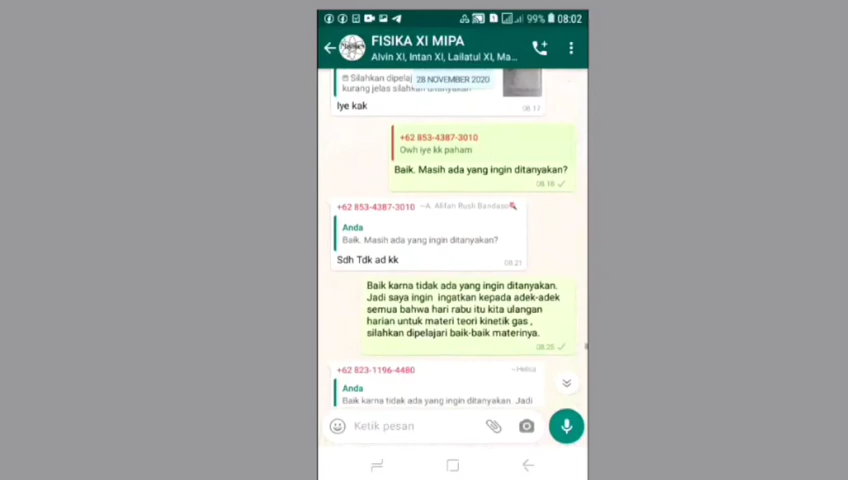 99% 08:02
FISIKA XI MIPA
Alvin XI, Intan XI, Lailatul XI, Ma...
Silahkan dipelaj
28 NOVEMBER 2020
kurang jelas silahkan ditanyakan?
Iye kak
08.17
+62 853-4387-3010
Owh iye kk paham
Baik. Masih ada yang ingin ditanyakan?
08.18
+62 853-4387-3010 ~A. Alifah Rush Bandaso
Anda
Baik. Masih ada yang ingin ditanyakan?
Sdh Tdk ad kk
08.21
Baik karna tidak ada yang ingin ditanyakan.
Jadi saya ingin ingatkan kepada adek-adek
semua bahwa hari rabu itu kita ulangan
harian untuk materi teori kinetik gas ,
silahkan dipelajari baik-baik materinya.
08.25
+62 823-1196-4480 ~Helsa
Anda
Baik karna tidak ada yang ingin ditanyakan. Jadi
Ketik pesan